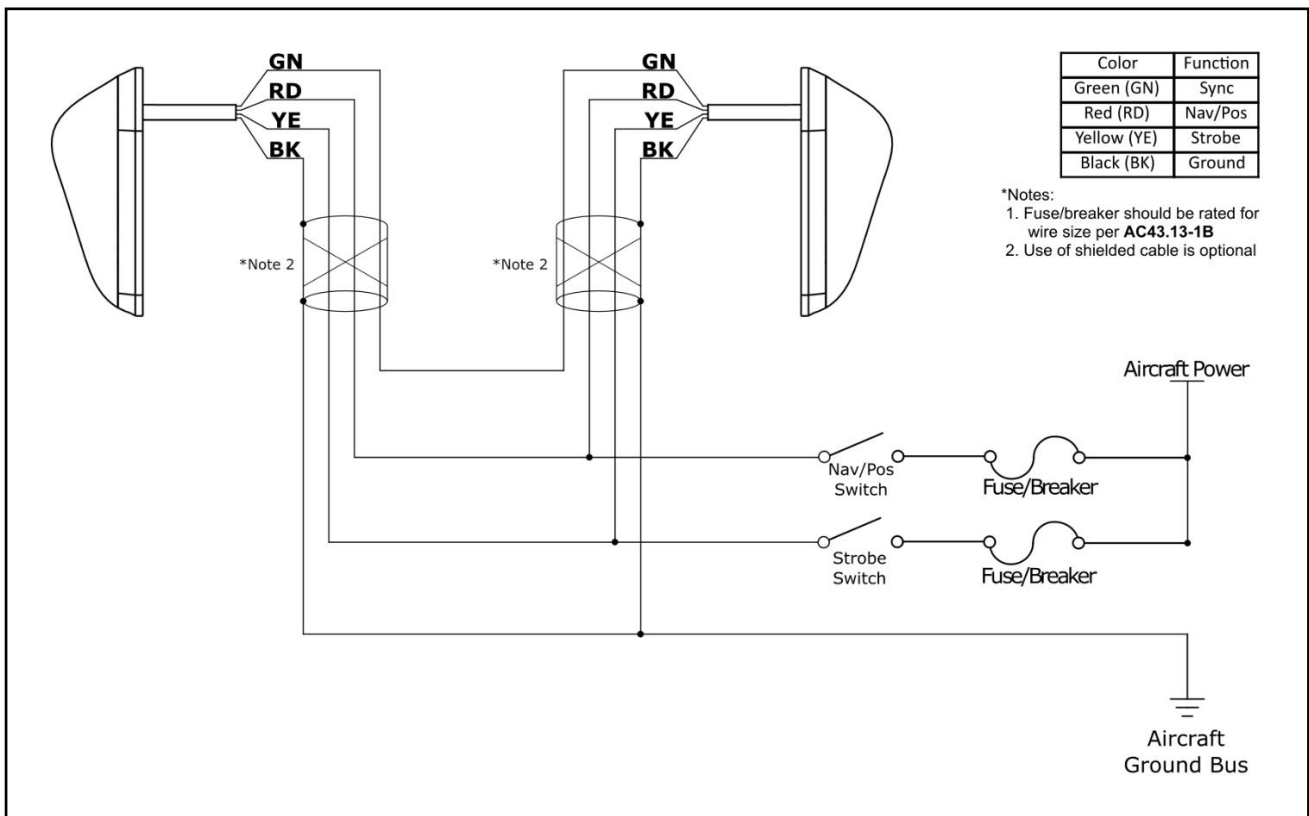 GN
RD
YE
BK
GN
RD
YE
BK
*Note 2
*Note 2
Color Function
Green (GN) Sync
Red (RD) Nav/Pos
Yellow (YE) Strobe
Black (BK) Ground
*Notes:
1. Fuse/breaker should be rated for
wire size per AC43.13-1B
2. Use of shielded cable is optional
Aircraft Power
Nav/Pos
Switch
Fuse/Breaker
Strobe
Switch
Fuse/Breaker
Aircraft
Ground Bus